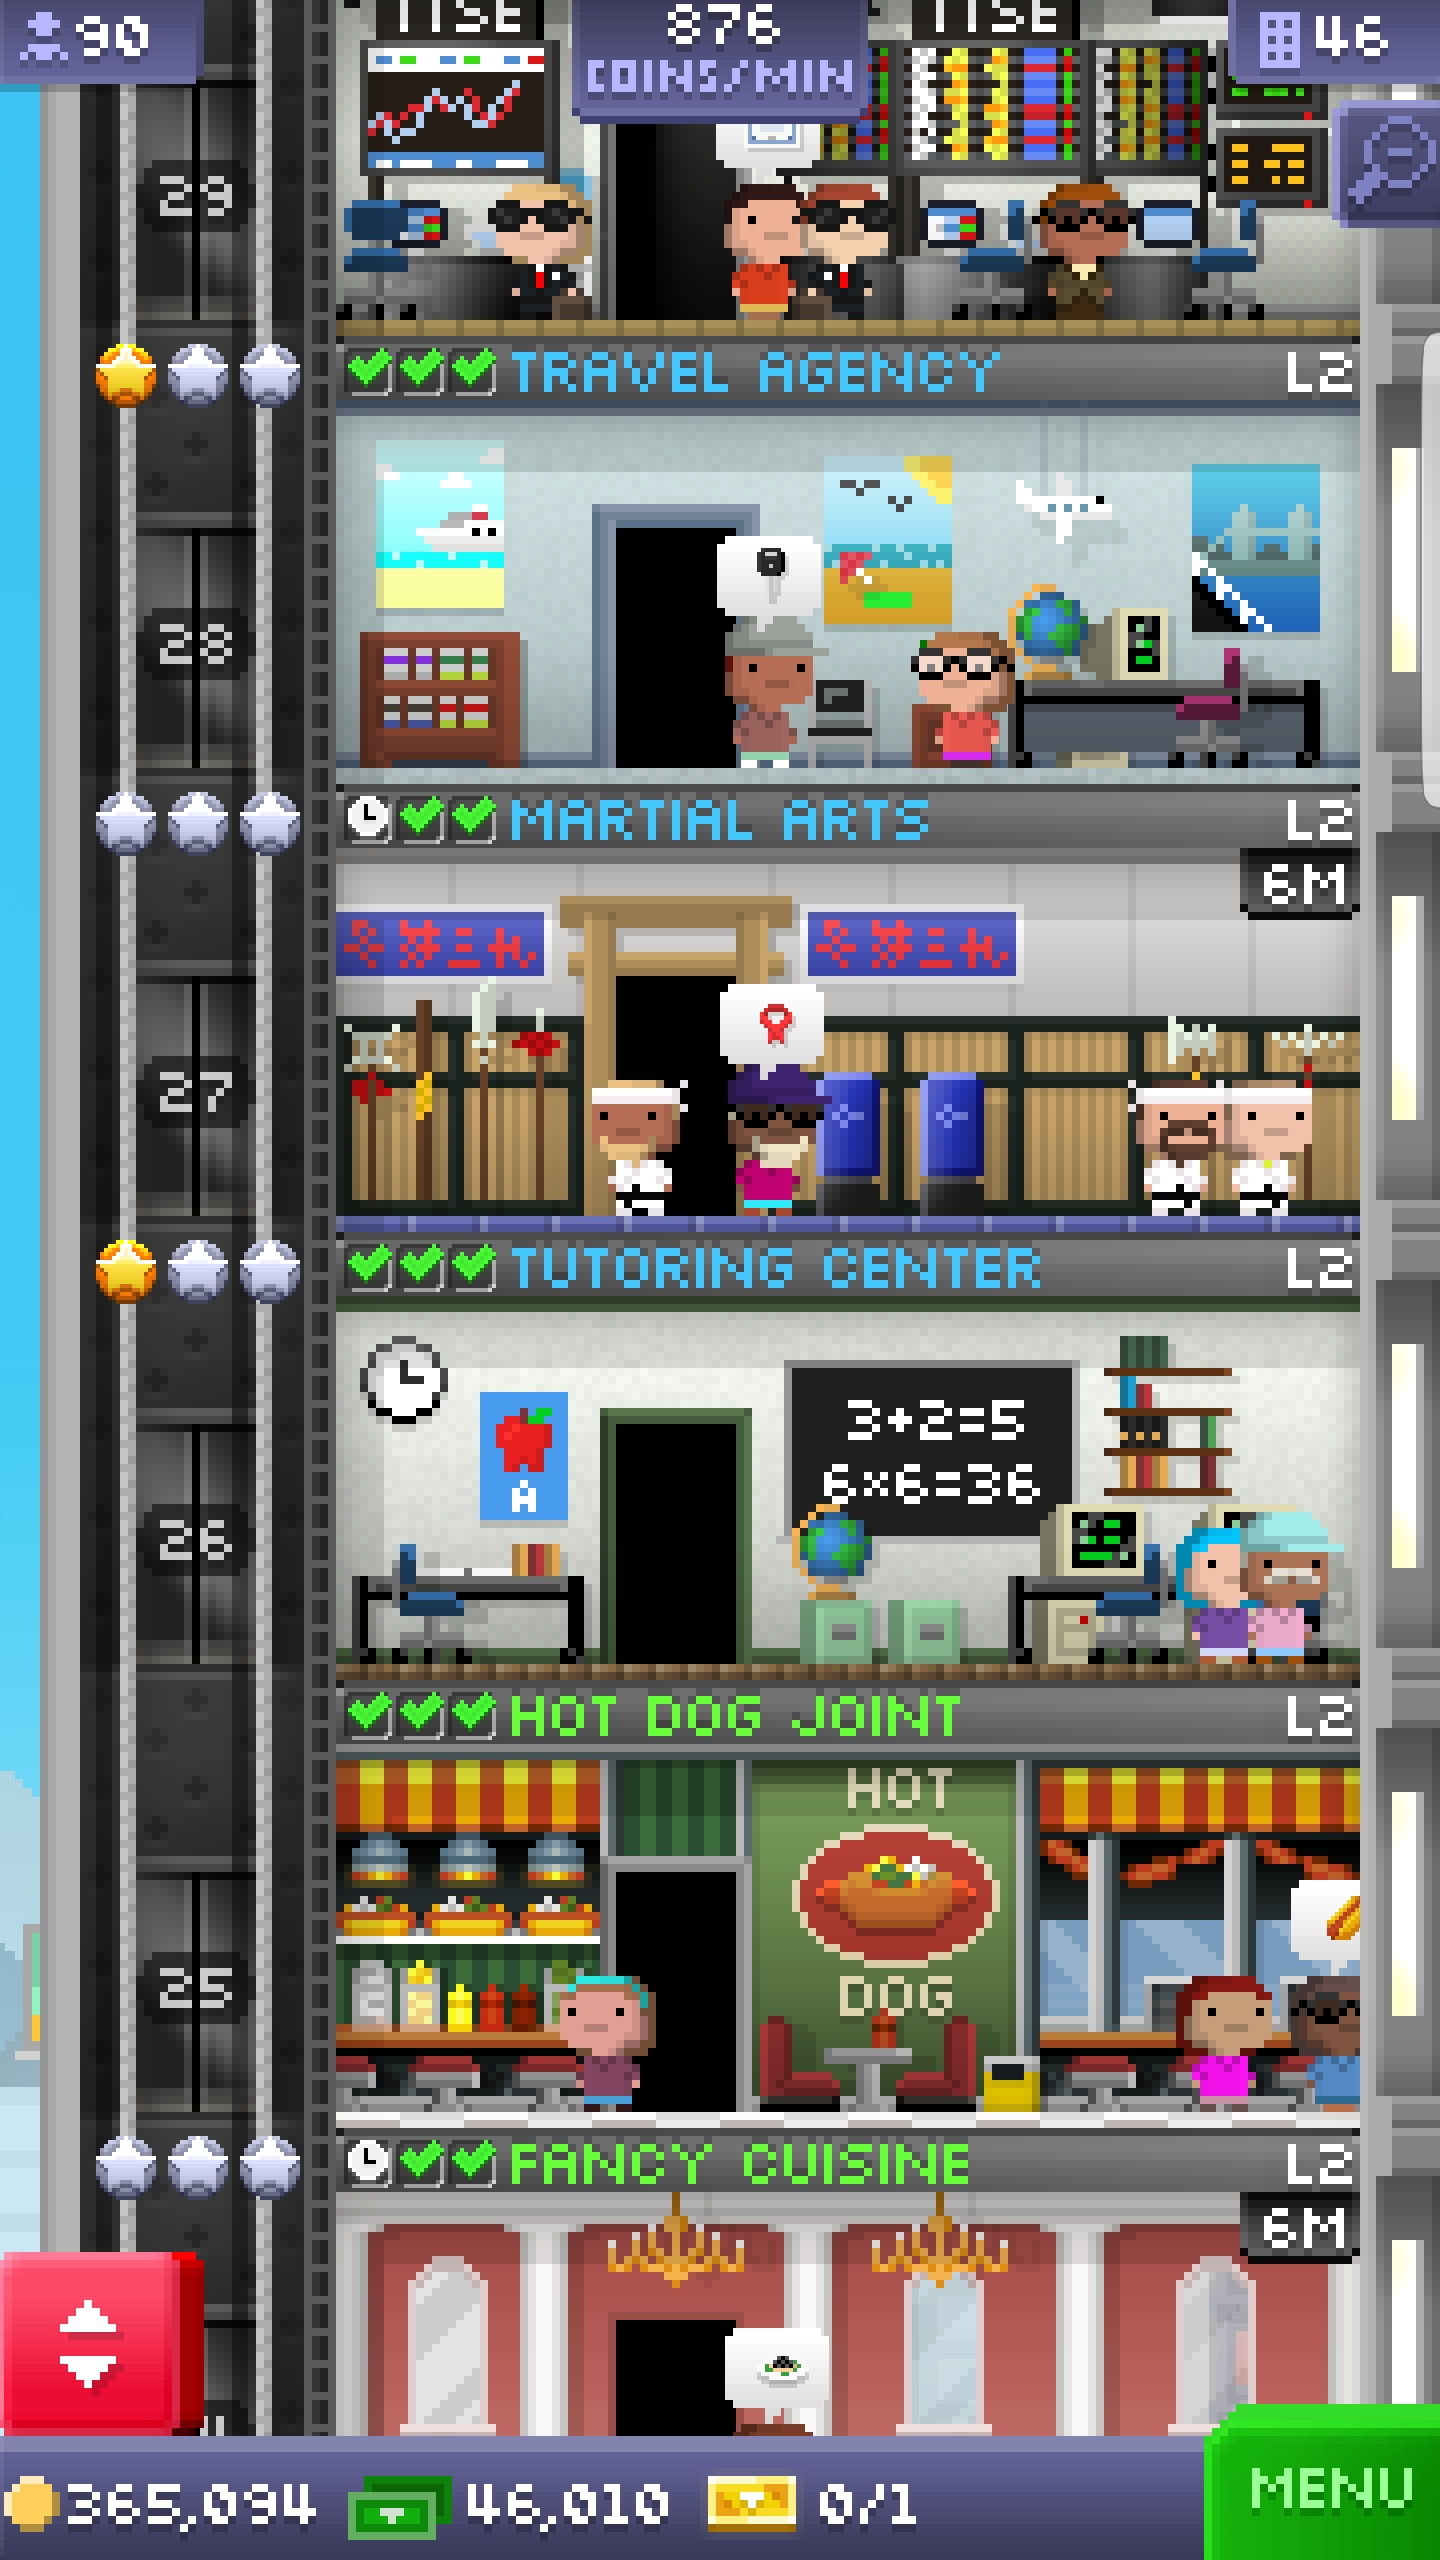 90
876
COINS/MIN
46
TTSE
TTSE
29
TRAVEL AGENCY
L2
28
MARTIAL ARTS
L2
6M
27
TUTORING CENTER
L2
3+2=5
6×6=36
A
26
HOT DOG JOINT
L2
HOT
DOG
25
FANCY CUISINE
L2
6M
365,094
46,010
0/1
MENU